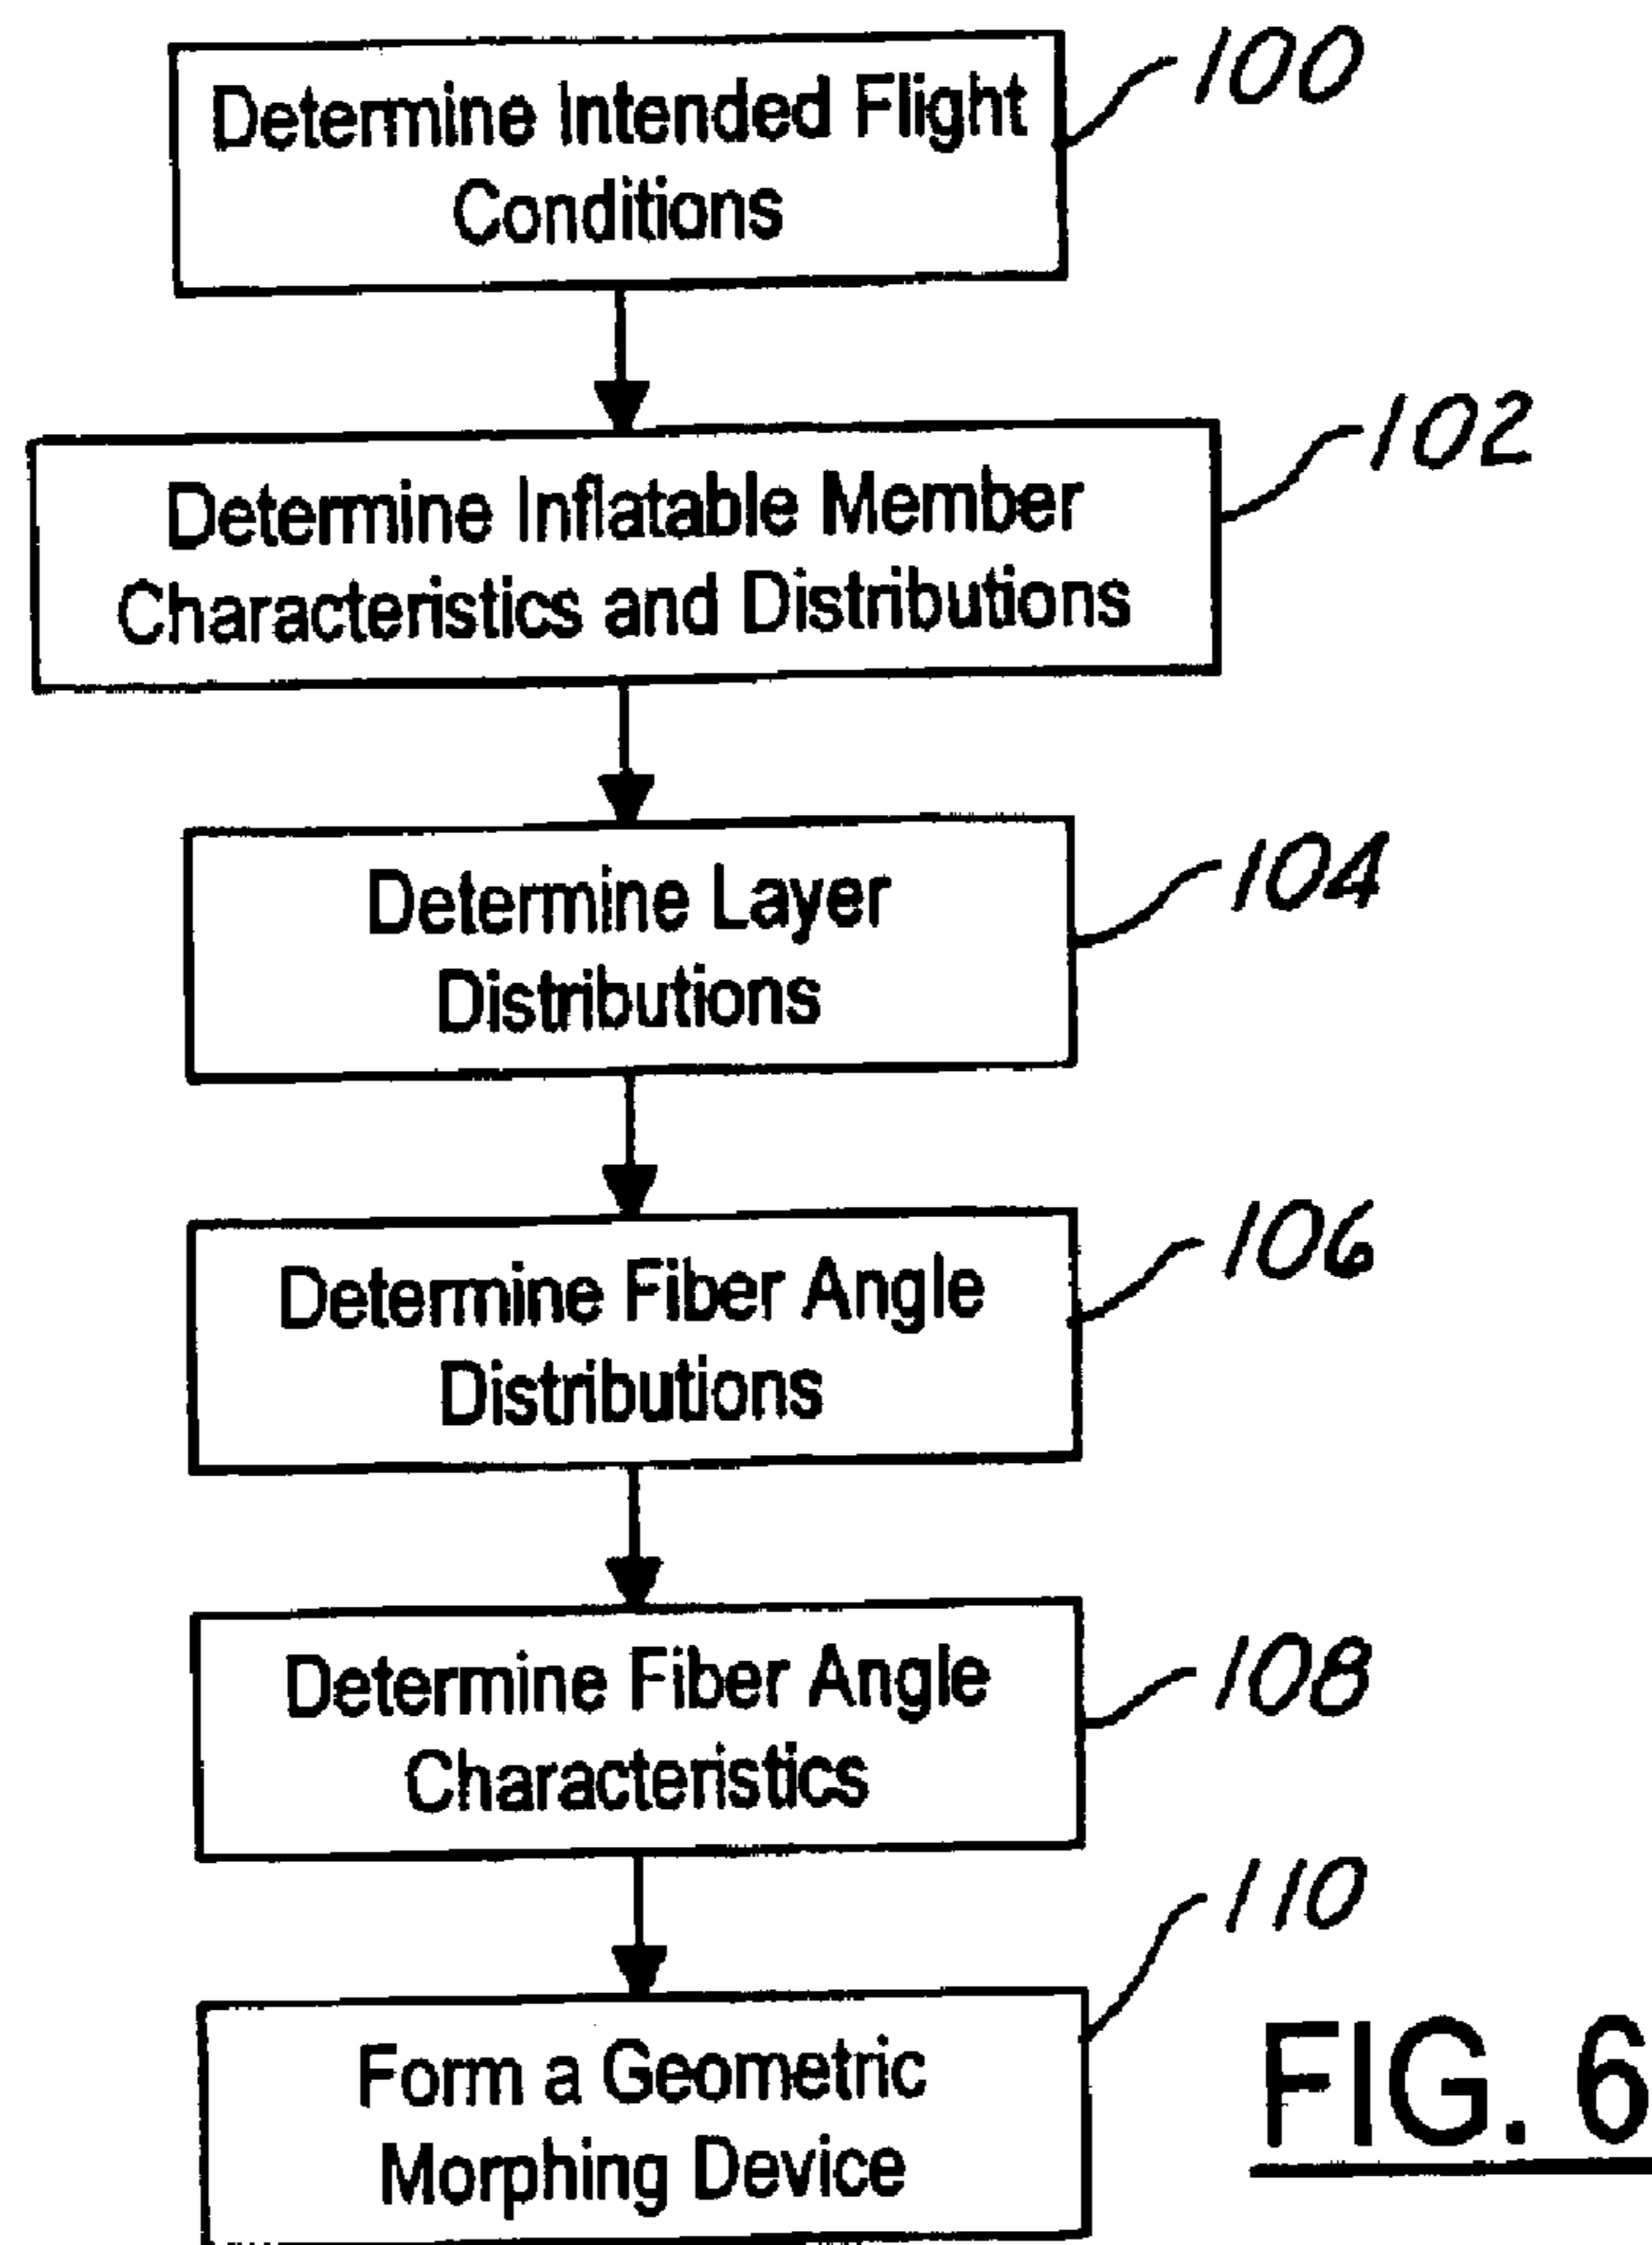 Determine Intended Flight
Conditions
100
Determine Inflatable Member
Characteristics and Distributions
102
Determine Layer
Distributions
104
Determine Fiber Angle
Distributions
106
Determine Fiber Angle
Characteristics
108
Form a Geometric
Morphing Device
110
FIG. 6